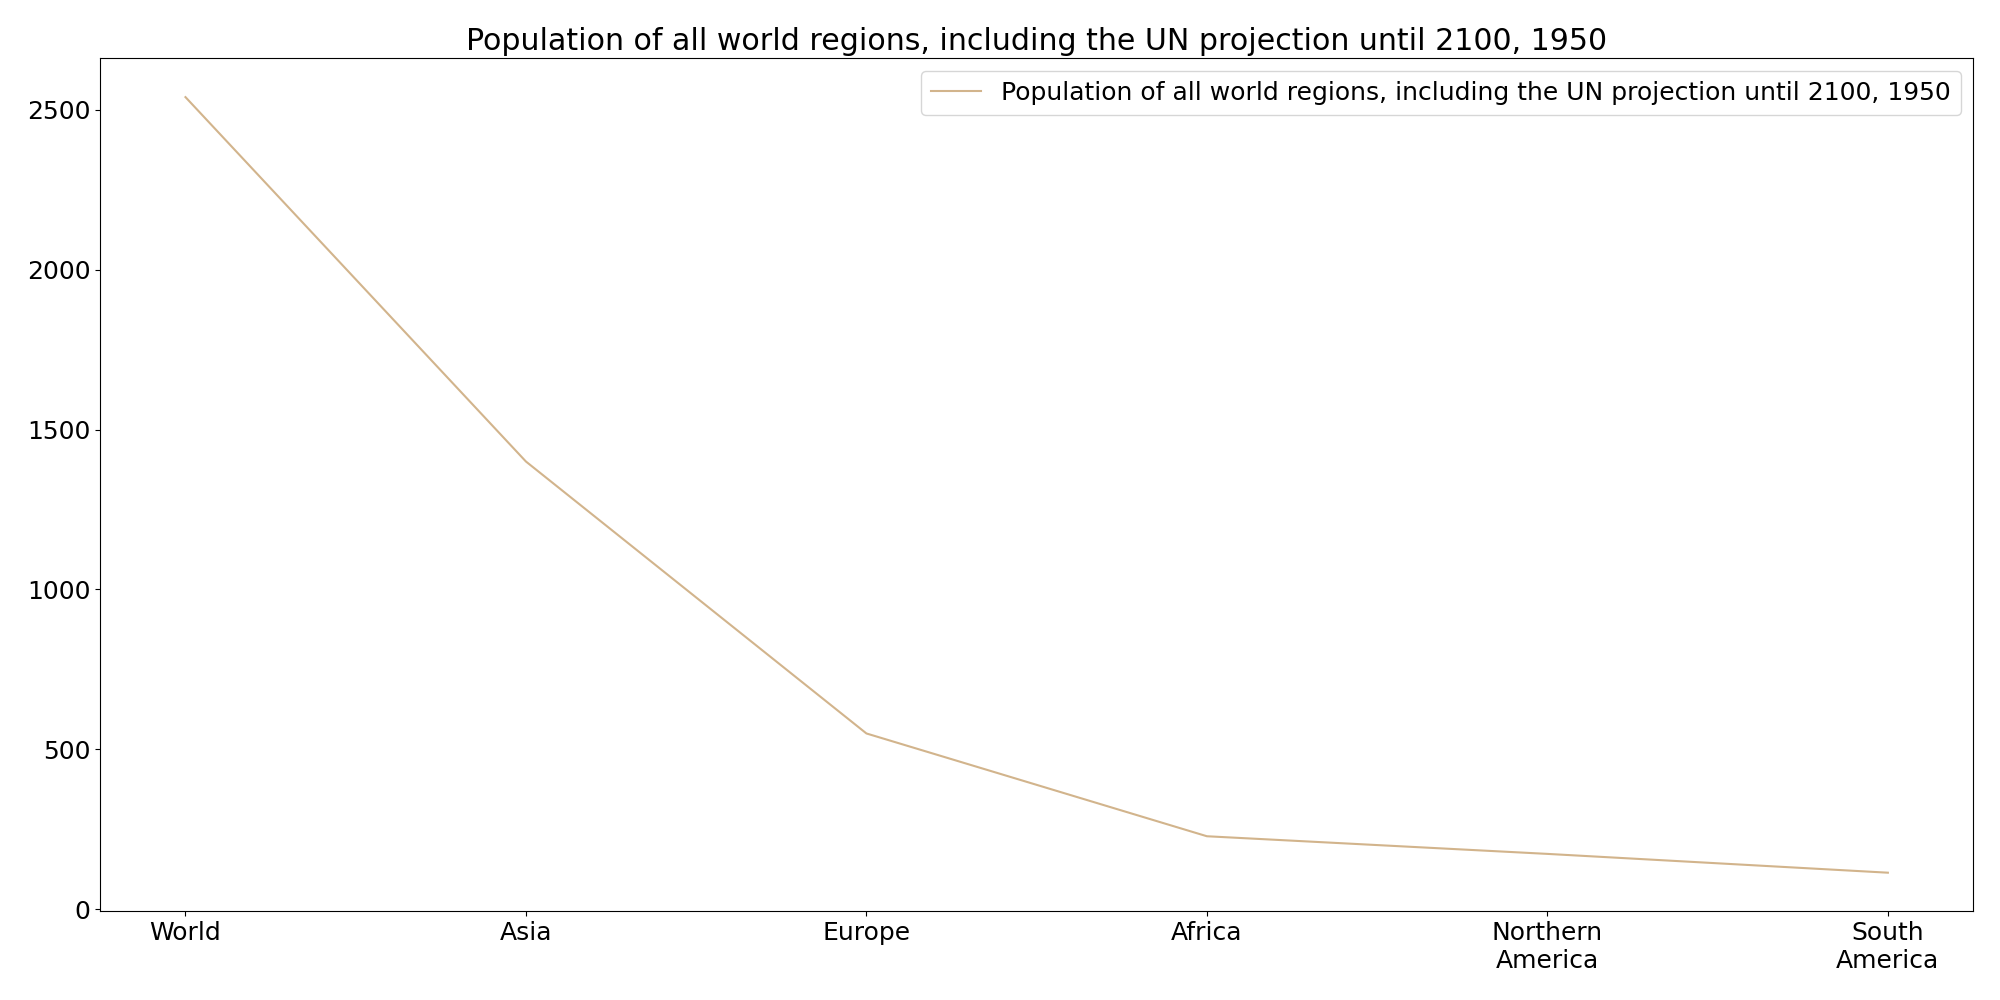 Population of all world regions, including the UN projection until 2100, 1950
Population of all world regions, including the UN projection until 2100, 1950
2500
2000
1500
1000
500
0
World
Asia
Europe
Africa
Northern
America
South
America